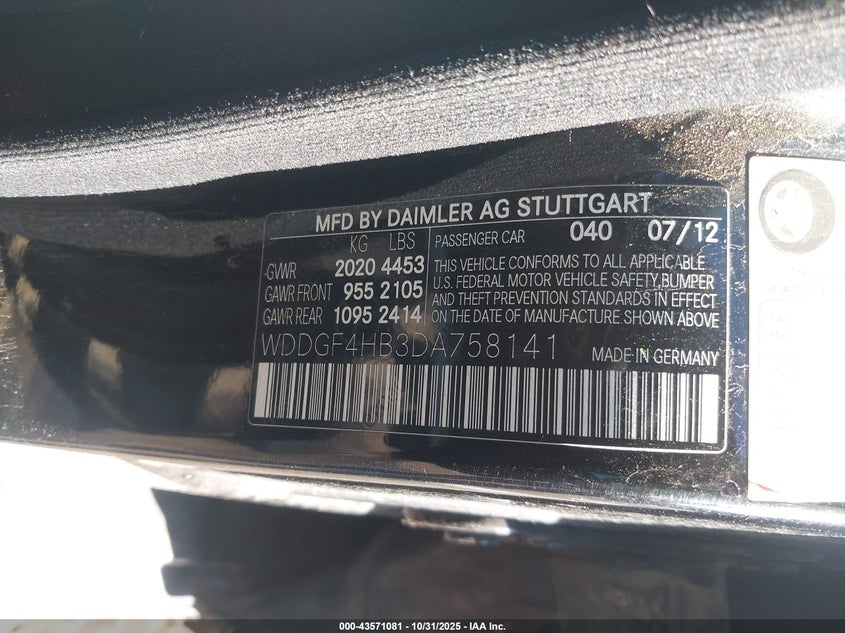 MFD BY DAIMLER AG STUTTGART
KG LBS
GVWR 2020 4453
GAWR FRONT 955 2105
GAWR REAR 1095 2414
PASSENGER CAR 040 07/12
THIS VEHICLE CONFORMS TO ALL APPLICABLE
U.S. FEDERAL MOTOR VEHICLE SAFETY,BUMPER
AND THEFT PREVENTION STANDARDS IN EFFECT
ON THE DATE OF MANUFACTURE SHOWN ABOVE
WDDGF4HB3DA758141 MADE IN GERMANY
000-43571081 | 10/31/2025 - IAA Inc.